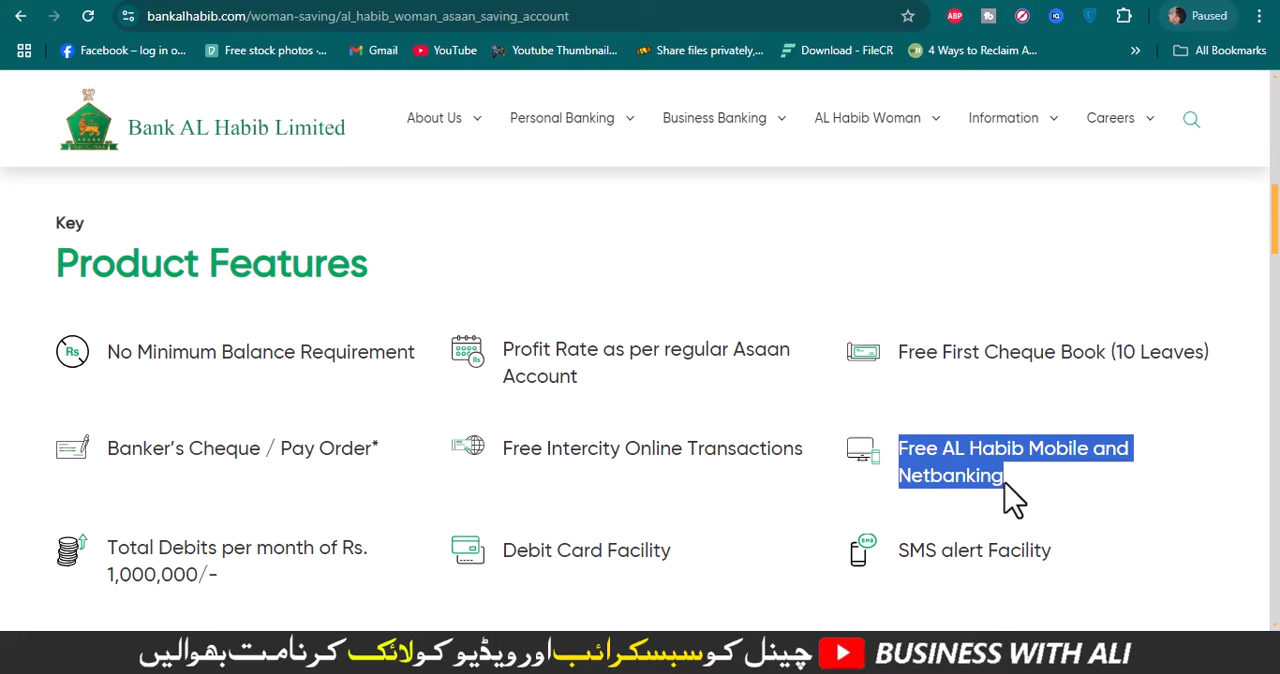 bankalhabib.com/woman-saving/al_habib_woman_asaan_saving_account
ABP
Paused
Facebook – log in o...
Free stock photos ·...
Gmail
YouTube
Youtube Thumbnail...
Share files privately,...
Download - FileCR
4 Ways to Reclaim A...
»
All Bookmarks
Bank AL Habib Limited
About Us
Personal Banking
Business Banking
AL Habib Woman
Information
Careers
Key
Product Features
Rs
No Minimum Balance Requirement
Rs
Profit Rate as per regular Asaan
Account
Free First Cheque Book (10 Leaves)
Banker's Cheque / Pay Order*
Free Intercity Online Transactions
Free AL Habib Mobile and
Netbanking
Total Debits per month of Rs.
1,000,000/-
Debit Card Facility
SMS
SMS alert Facility
چینل کو سبسکرائب اور ویڈیو کو لائک کرنا مت بھوالیں
BUSINESS WITH ALI